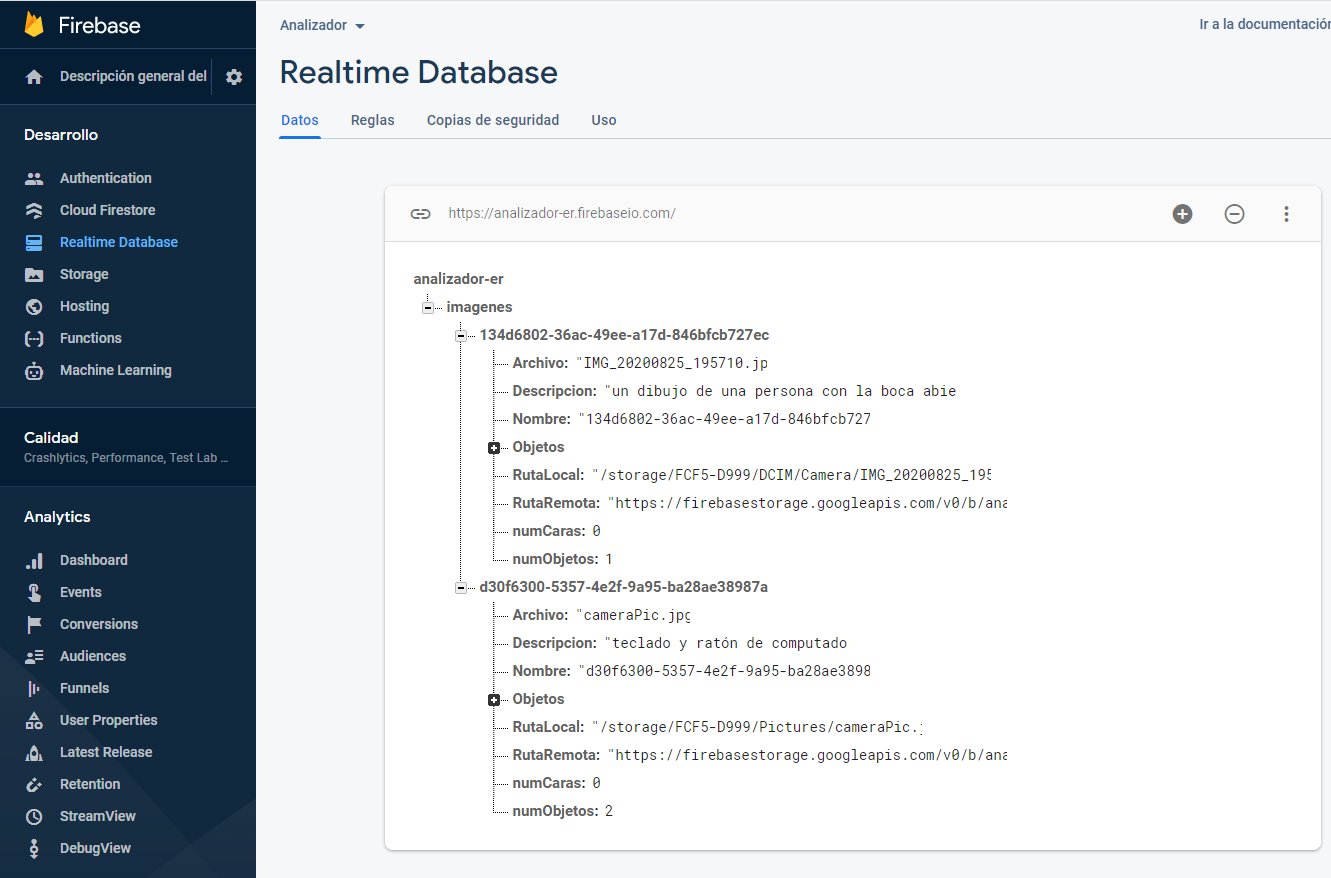 Firebase
Descripción general del
Desarrollo
Authentication
Cloud Firestore
Realtime Database
Storage
Hosting
Functions
Machine Learning
Calidad
Crashlytics, Performance, Test Lab ...
Analytics
Dashboard
Events
Conversions
Audiences
Funnels
User Properties
Latest Release
Retention
StreamView
DebugView
Analizador
Ir a la documentación
Realtime Database
Datos Reglas Copias de seguridad Uso
https://analizador-er.firebaseio.com/
analizador-er
imagenes
134d6802-36ac-49ee-a17d-846bfcb727ec
Archivo: "IMG_20200825_195710.jp
Descripcion: "un dibujo de una persona con la boca abie
Nombre: "134d6802-36ac-49ee-a17d-846bfcb727
Objetos
RutaLocal: "/storage/FCF5-D999/DCIM/Camera/IMG_20200825_195
RutaRemota: "https://firebasestorage.googleapis.com/v0/b/ana
numCaras: 0
numObjetos: 1
d30f6300-5357-4e2f-9a95-ba28ae38987a
Archivo: "cameraPic.jpg
Descripcion: "teclado y ratón de computado
Nombre: "d30f6300-5357-4e2f-9a95-ba28ae3898
Objetos
RutaLocal: "/storage/FCF5-D999/Pictures/cameraPic.j
RutaRemota: "https://firebasestorage.googleapis.com/v0/b/ana
numCaras: 0
numObjetos: 2